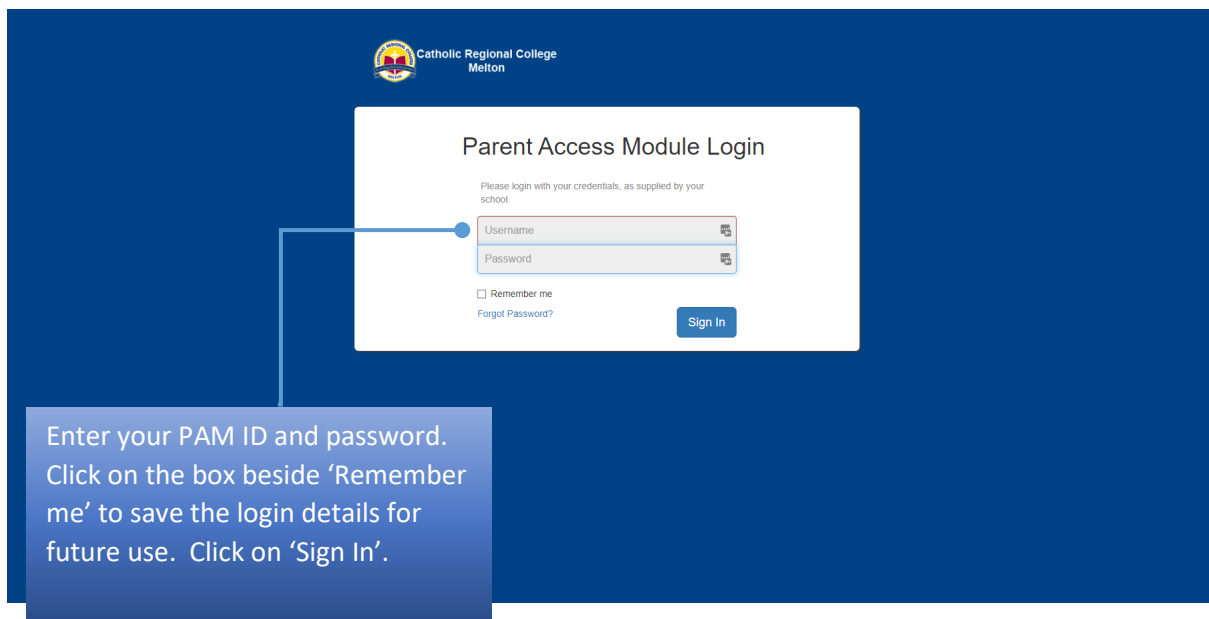 Catholic Regional College
Melton
Parent Access Module Login
Please login with your credentials, as supplied by your
school.
Username
Password
Remember me
Forgot Password?
Sign In
Enter your PAM ID and password.
Click on the box beside ‘Remember
me’ to save the login details for
future use.  Click on ‘Sign In’.